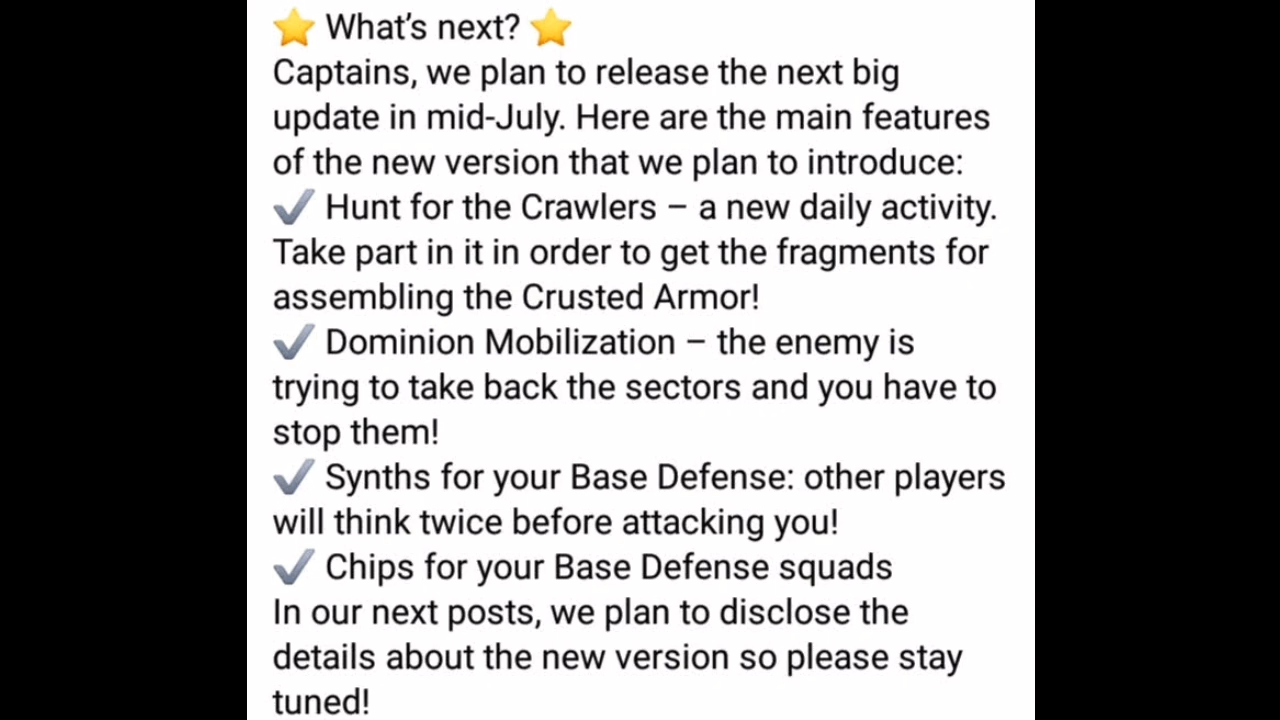 ⭐ What's next? ⭐
Captains, we plan to release the next big
update in mid-July. Here are the main features
of the new version that we plan to introduce:
✔ Hunt for the Crawlers – a new daily activity.
Take part in it in order to get the fragments for
assembling the Crusted Armor!
✔ Dominion Mobilization – the enemy is
trying to take back the sectors and you have to
stop them!
✔ Synths for your Base Defense: other players
will think twice before attacking you!
✔ Chips for your Base Defense squads
In our next posts, we plan to disclose the
details about the new version so please stay
tuned!